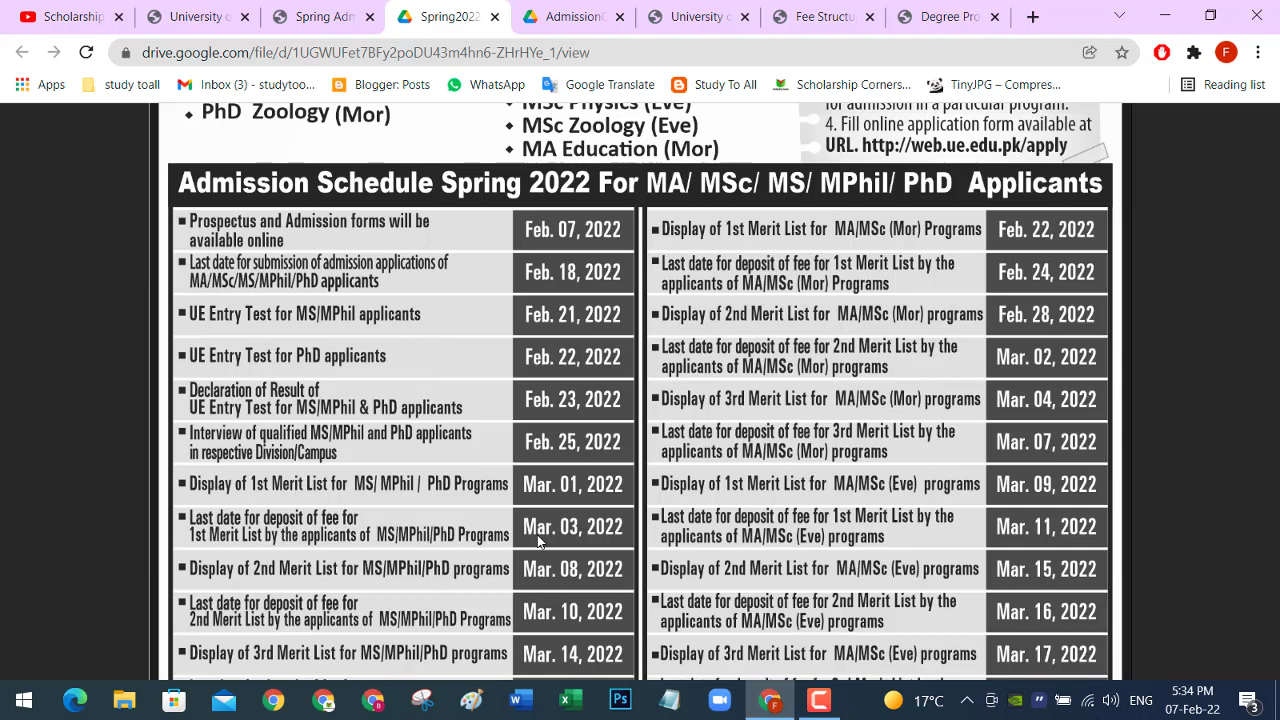 Scholarship
University
Spring Adm
Spring2022
AdmissionC
University o
Fee Structu
Degree Pro
drive.google.com/file/d/1UGWUFet7BFy2poDU43m4hn6-ZHrHYe_1/view
F
Apps
study toall
Inbox (3) - studytoc...
Blogger: Posts
WhatsApp
Google Translate
Study To All
Scholarship Corners...
TinyJPG – Compres...
Reading list
PhD Zoology (Mor)
MSc Physics (Eve)
MSc Zoology (Eve)
MA Education (Mor)
for admission in a particular program.
4. Fill online application form available at
URL. http://web.ue.edu.pk/apply
Admission Schedule Spring 2022 For MA/ MSc/ MS/ MPhil/ PhD Applicants
Prospectus and Admission forms will be
available online
Feb. 07, 2022
Last date for submission of admission applications of
MA/MSc/MS/MPhil/PhD applicants
Feb. 18, 2022
UE Entry Test for MS/MPhil applicants
Feb. 21, 2022
UE Entry Test for PhD applicants
Feb. 22, 2022
Declaration of Result of
UE Entry Test for MS/MPhil & PhD applicants
Feb. 23, 2022
Interview of qualified MS/MPhil and PhD applicants
in respective Division/Campus
Feb. 25, 2022
Display of 1st Merit List for MS/ MPhil / PhD Programs
Mar. 01, 2022
Last date for deposit of fee for
1st Merit List by the applicants of MS/MPhil/PhD Programs
Mar. 03, 2022
Display of 2nd Merit List for MS/MPhil/PhD programs
Mar. 08, 2022
Last date for deposit of fee for
2nd Merit List by the applicants of MS/MPhil/PhD Programs
Mar. 10, 2022
Display of 3rd Merit List for MS/MPhil/PhD programs
Mar. 14, 2022
Display of 1st Merit List for MA/MSc (Mor) Programs
Feb. 22, 2022
Last date for deposit of fee for 1st Merit List by the
applicants of MA/MSc (Mor) Programs
Feb. 24, 2022
Display of 2nd Merit List for MA/MSc (Mor) programs
Feb. 28, 2022
Last date for deposit of fee for 2nd Merit List by the
applicants of MA/MSc (Mor) programs
Mar. 02, 2022
Display of 3rd Merit List for MA/MSc (Mor) programs
Mar. 04, 2022
Last date for deposit of fee for 3rd Merit List by the
applicants of MA/MSc (Mor) programs
Mar. 07, 2022
Display of 1st Merit List for MA/MSc (Eve) programs
Mar. 09, 2022
Last date for deposit of fee for 1st Merit List by the
applicants of MA/MSc (Eve) programs
Mar. 11, 2022
Display of 2nd Merit List for MA/MSc (Eve) programs
Mar. 15, 2022
Last date for deposit of fee for 2nd Merit List by the
applicants of MA/MSc (Eve) programs
Mar. 16, 2022
Display of 3rd Merit List for MA/MSc (Eve) programs
Mar. 17, 2022
17°C
ENG
5:34 PM
07-Feb-22
3